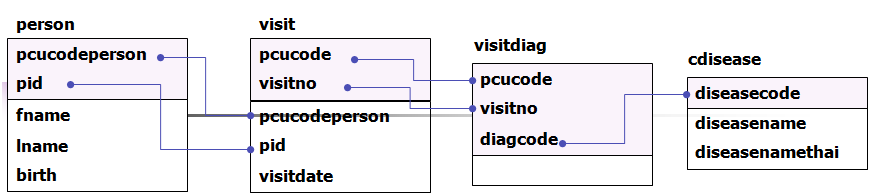 person
pcucodeperson
pid
fname
lname
birth
visit
pcucode
visitno
pcucodeperson
pid
visitdate
visitdiag
pcucode
visitno
diagcode
cdisease
diseasecode
diseasename
diseasenamethai